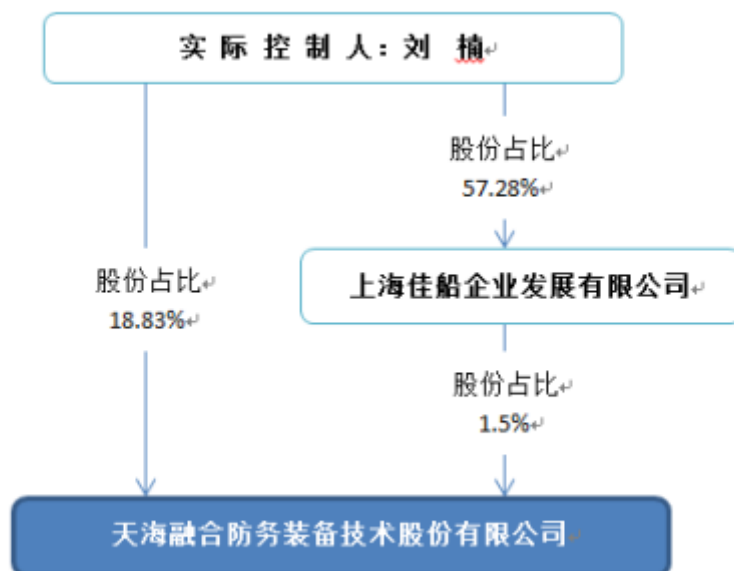 实 际 控 制 人：刘 楠
股份占比
57.28%
股份占比
18.83%
上海佳船企业发展有限公司
股份占比
1.5%
天海融合防务装备技术股份有限公司